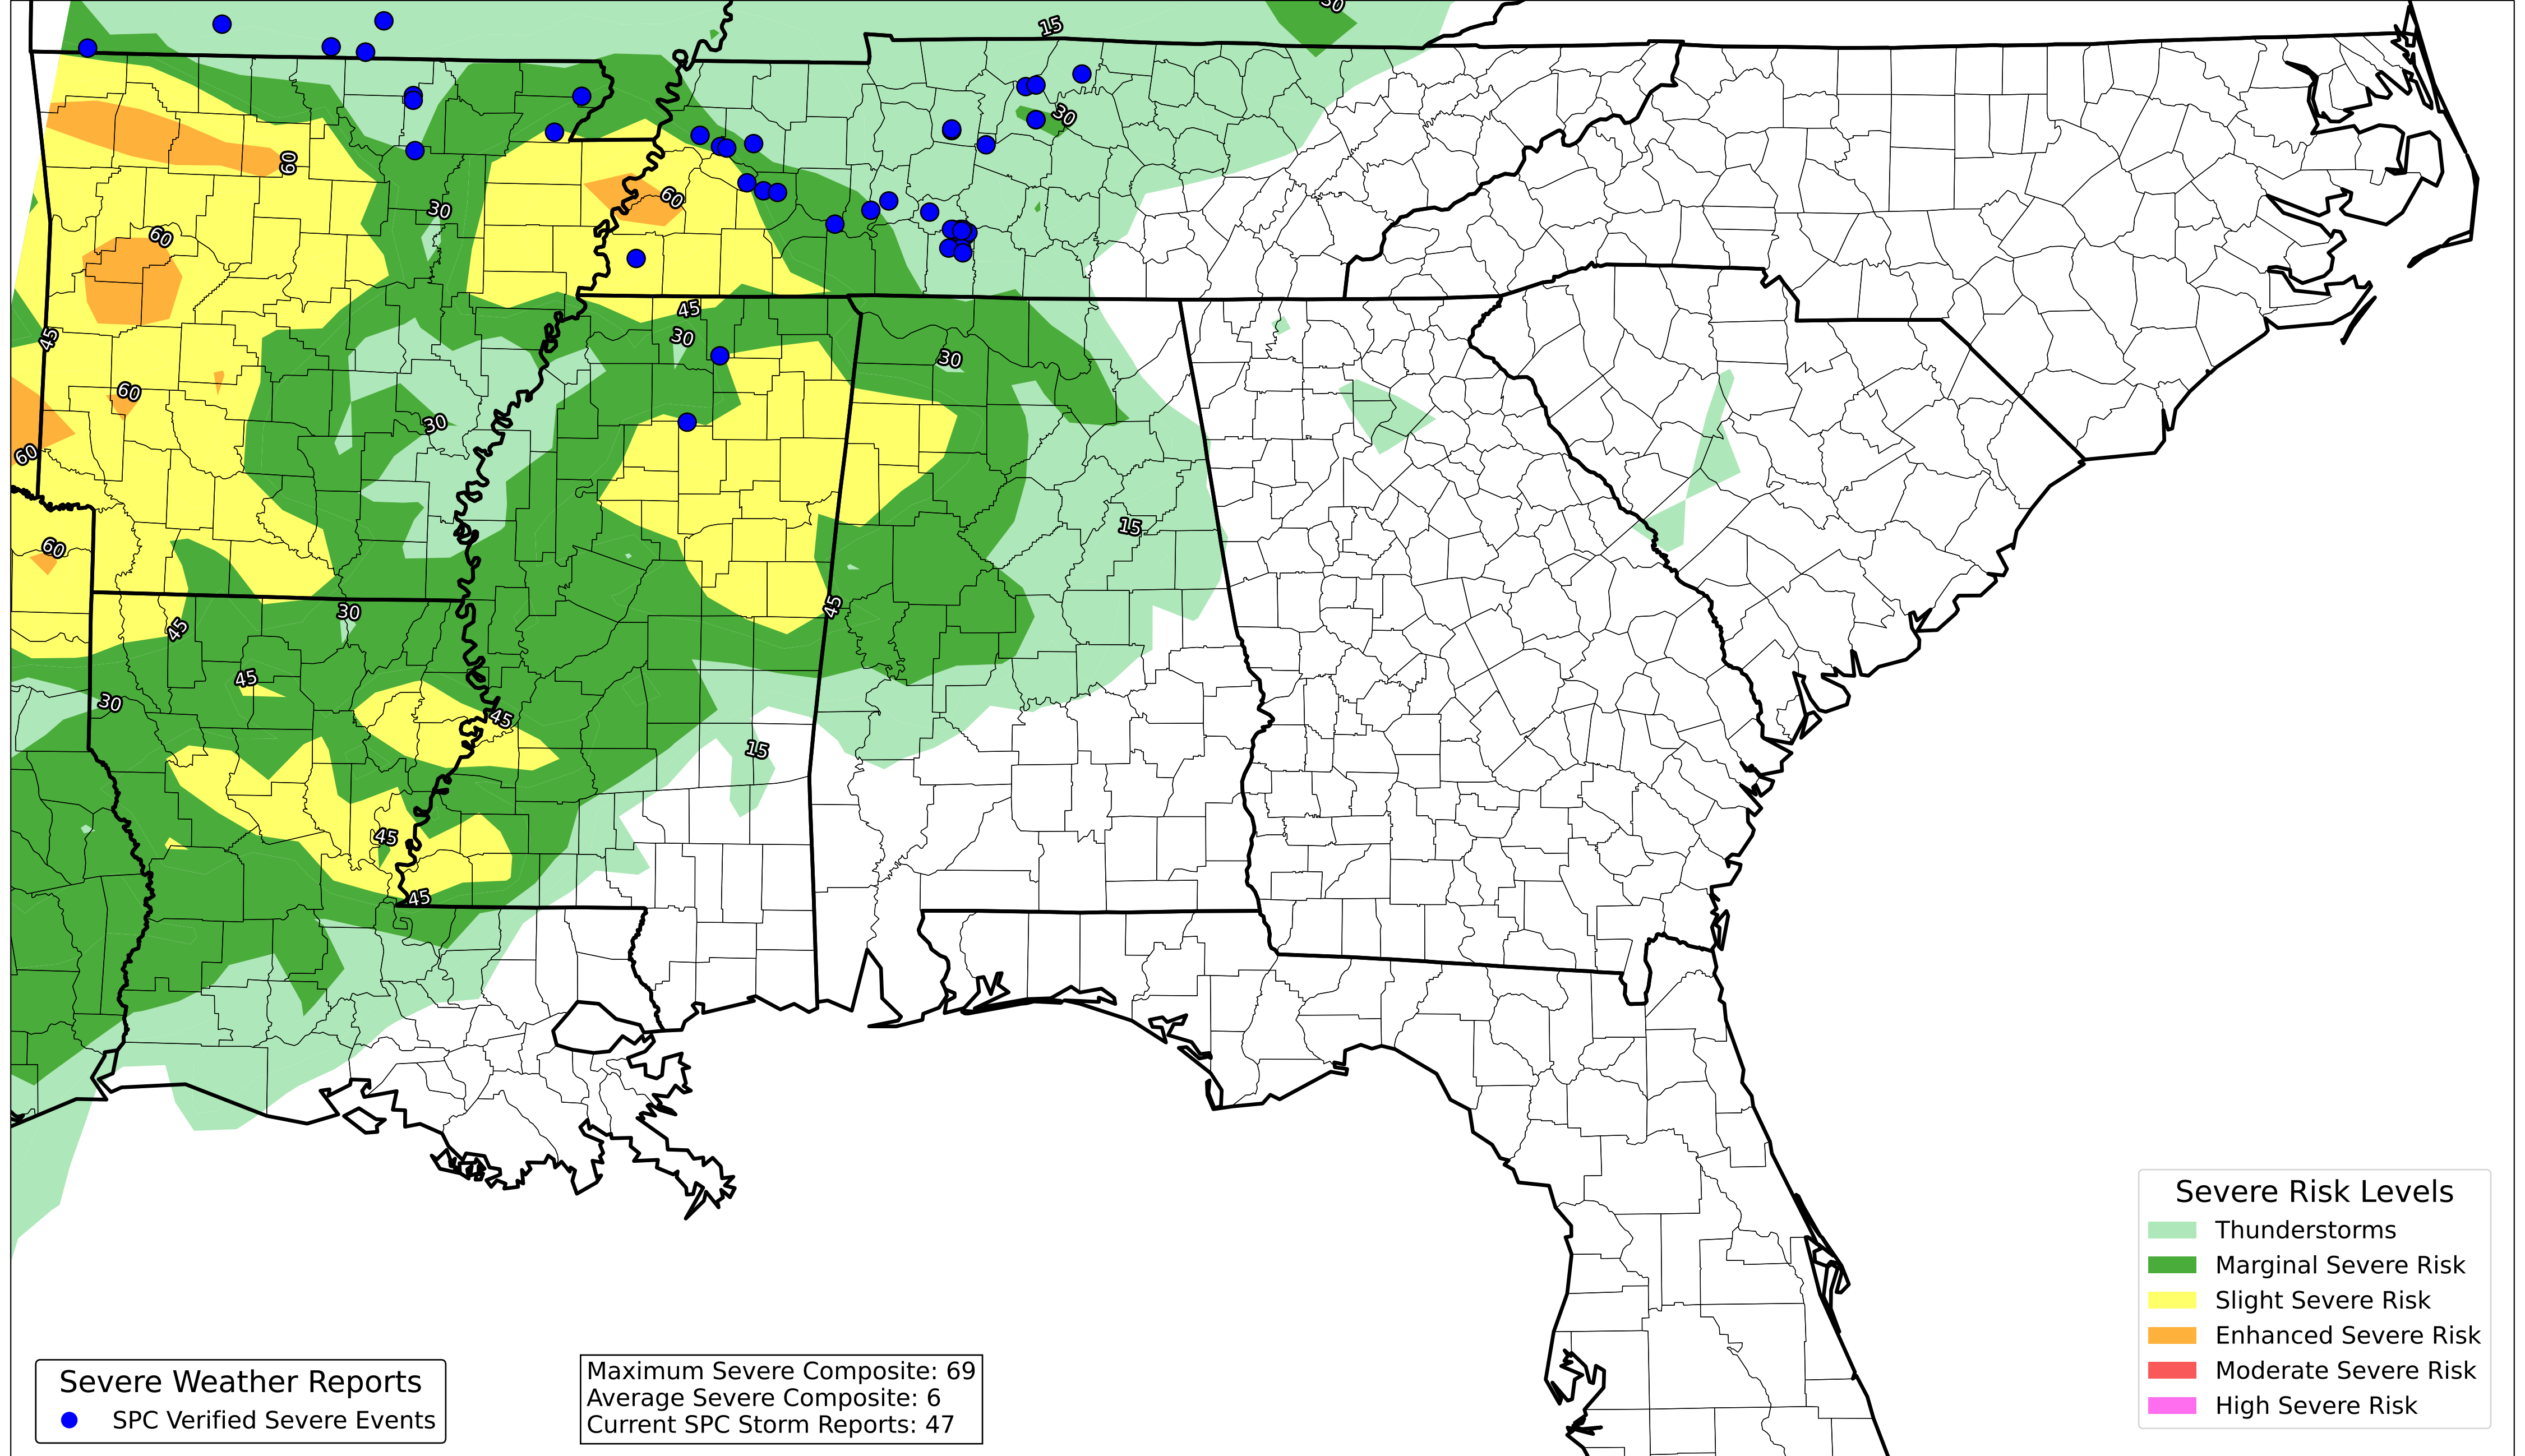 30
15
30
60
30
60
60
45
30
45
30
60
30
60
15
60
45
30
45
45
30
45
15
45
45
Severe Risk Levels
Thunderstorms
Marginal Severe Risk
Slight Severe Risk
Enhanced Severe Risk
Moderate Severe Risk
High Severe Risk
Severe Weather Reports
SPC Verified Severe Events
Maximum Severe Composite: 69
Average Severe Composite: 6
Current SPC Storm Reports: 47